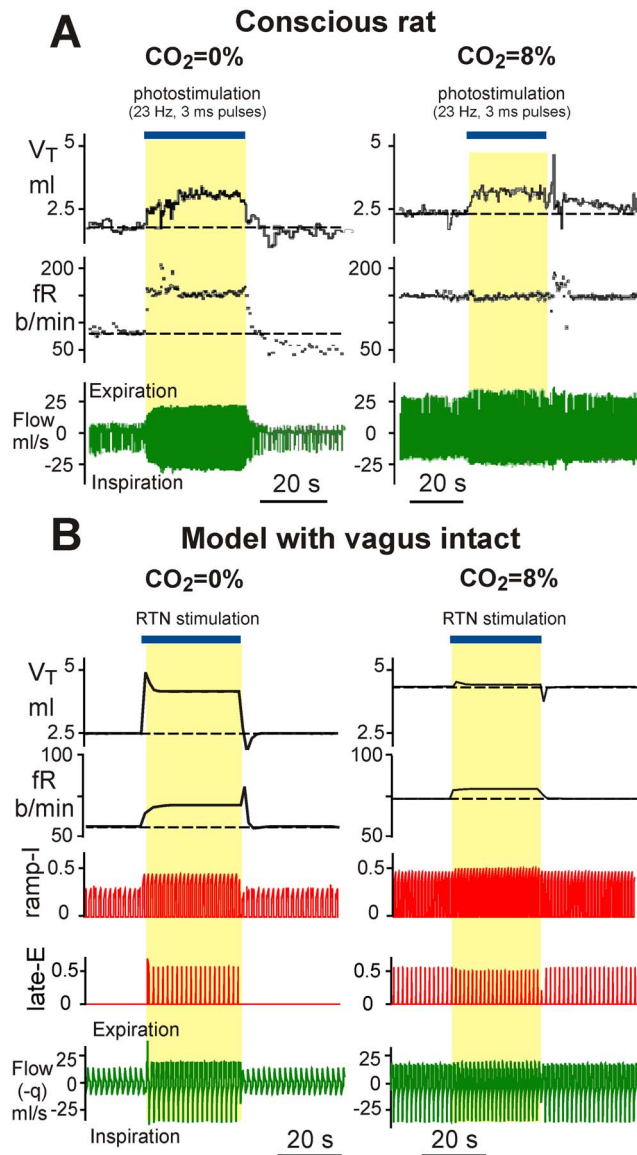 A
Conscious rat
CO2=0%
CO2=8%
photostimulation
(23 Hz, 3 ms pulses)
photostimulation
(23 Hz, 3 ms pulses)
VT
ml
5
2.5
5
2.5
fR
b/min
200
50
200
50
Flow
ml/s
Expiration
25
0
-25
Inspiration
25
0
-25
20 s
20 s
B
Model with vagus intact
CO2=0%
CO2=8%
RTN stimulation
RTN stimulation
VT
ml
5
2.5
5
2.5
fR
b/min
100
50
100
50
ramp-I
0.5
0
0.5
0
late-E
0.5
0
0.5
0
Expiration
Flow
(-q)
ml/s
25
0
-25
25
0
-25
Inspiration
20 s
20 s